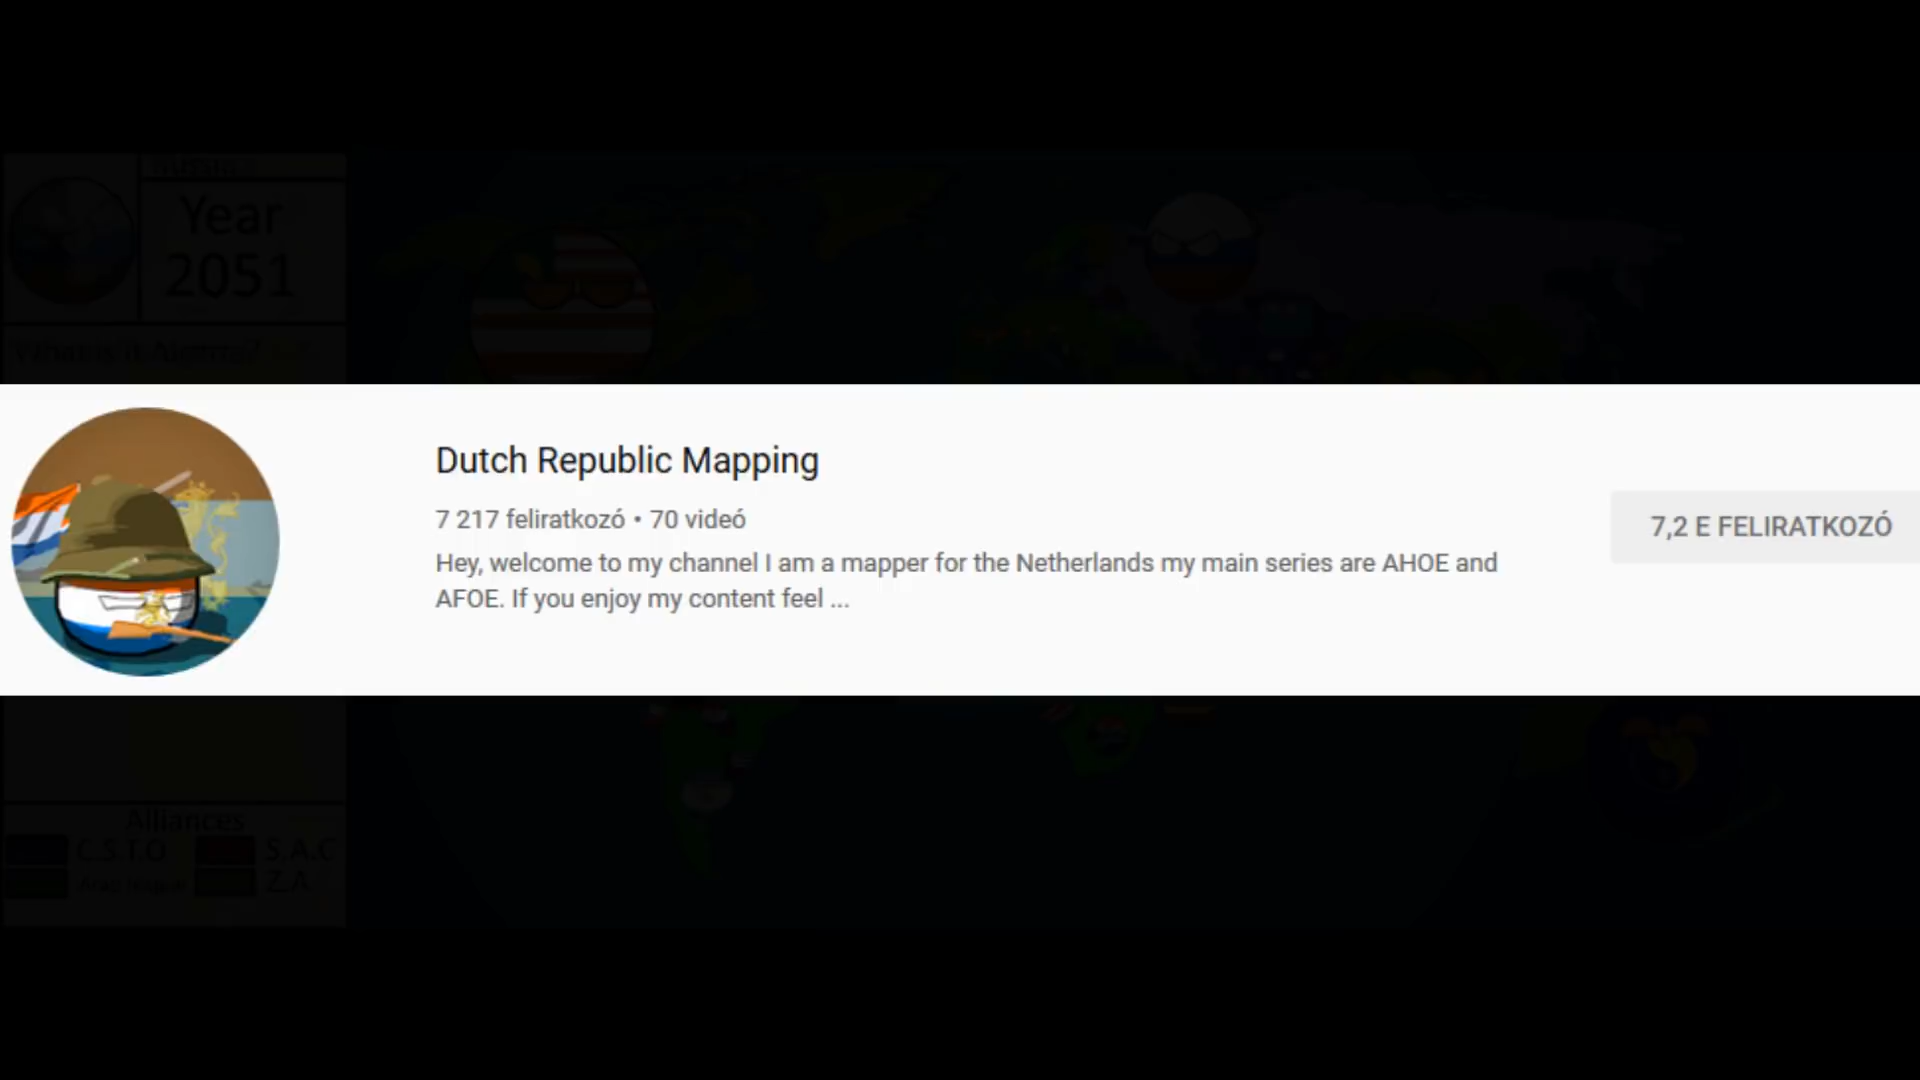 Year
2051
Dutch Republic Mapping
7 217 feliratkozó • 70 videó
7,2 E FELIRATKOZÓ
Hey, welcome to my channel I am a mapper for the Netherlands my main series are AHOE and
AFOE. If you enjoy my content feel ...
Alliances
C.S.T.O
S.A.C
Z.A